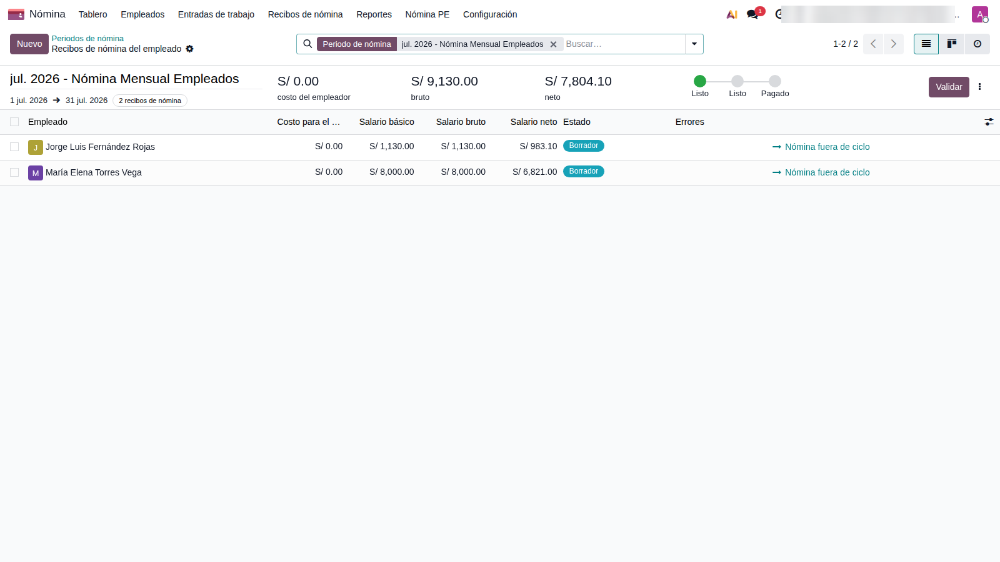 Nómina
Tablero
Empleados
Entradas de trabajo
Recibos de nómina
Reportes
Nómina PE
Configuración
AI
1
A
Nuevo
Periodos de nómina
Recibos de nómina del empleado
Periodo de nómina
jul. 2026 - Nómina Mensual Empleados
Buscar...
1-2 / 2
jul. 2026 - Nómina Mensual Empleados
1 jul. 2026 → 31 jul. 2026 2 recibos de nómina
S/ 0.00
costo del empleador
S/ 9,130.00
bruto
S/ 7,804.10
neto
Listo
Listo
Pagado
Validar
Empleado Costo para el ... Salario básico Salario bruto Salario neto Estado Errores
J Jorge Luis Fernández Rojas S/ 0.00 S/ 1,130.00 S/ 1,130.00 S/ 983.10 Borrador → Nómina fuera de ciclo
M María Elena Torres Vega S/ 0.00 S/ 8,000.00 S/ 8,000.00 S/ 6,821.00 Borrador → Nómina fuera de ciclo